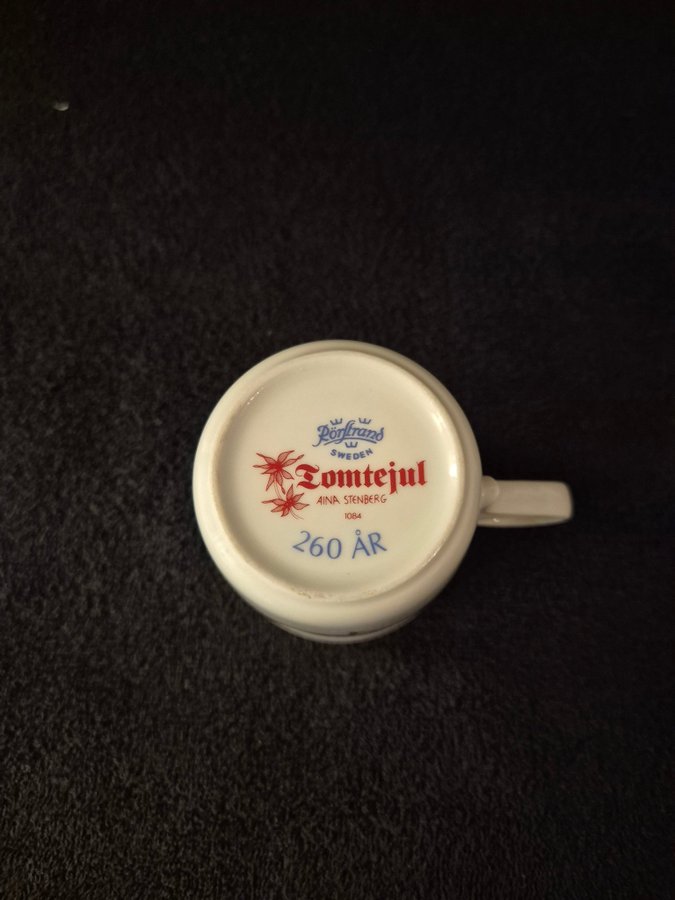 Rörstrand
SWEDEN
Tomtejul
AINA STENBERG
1084
260 ÅR